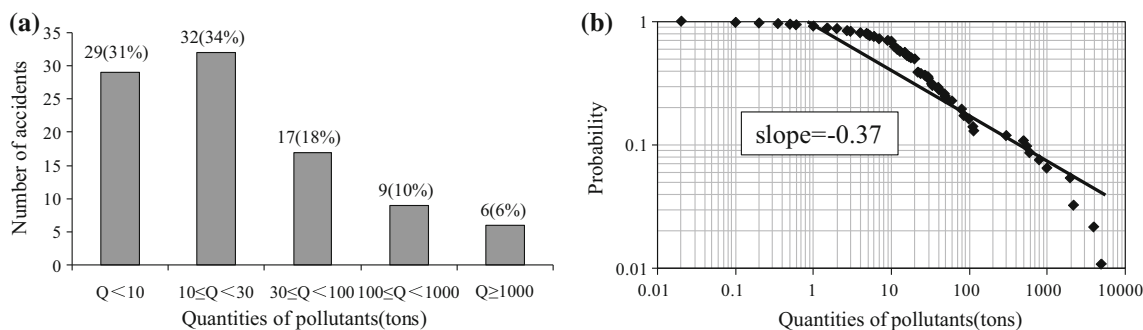 (a)
Number of accidents
35
30
25
20
15
10
5
0
29(31%)
32(34%)
17(18%)
9(10%)
6(6%)
Q<10
10≤Q<30
30≤Q<100
100≤Q<1000
Q≥1000
Quantities of pollutants(tons)
(b)
Probability
1
0.1
0.01
slope=-0.37
0.01
0.1
1
10
100
1000
10000
Quantities of pollutants(tons)